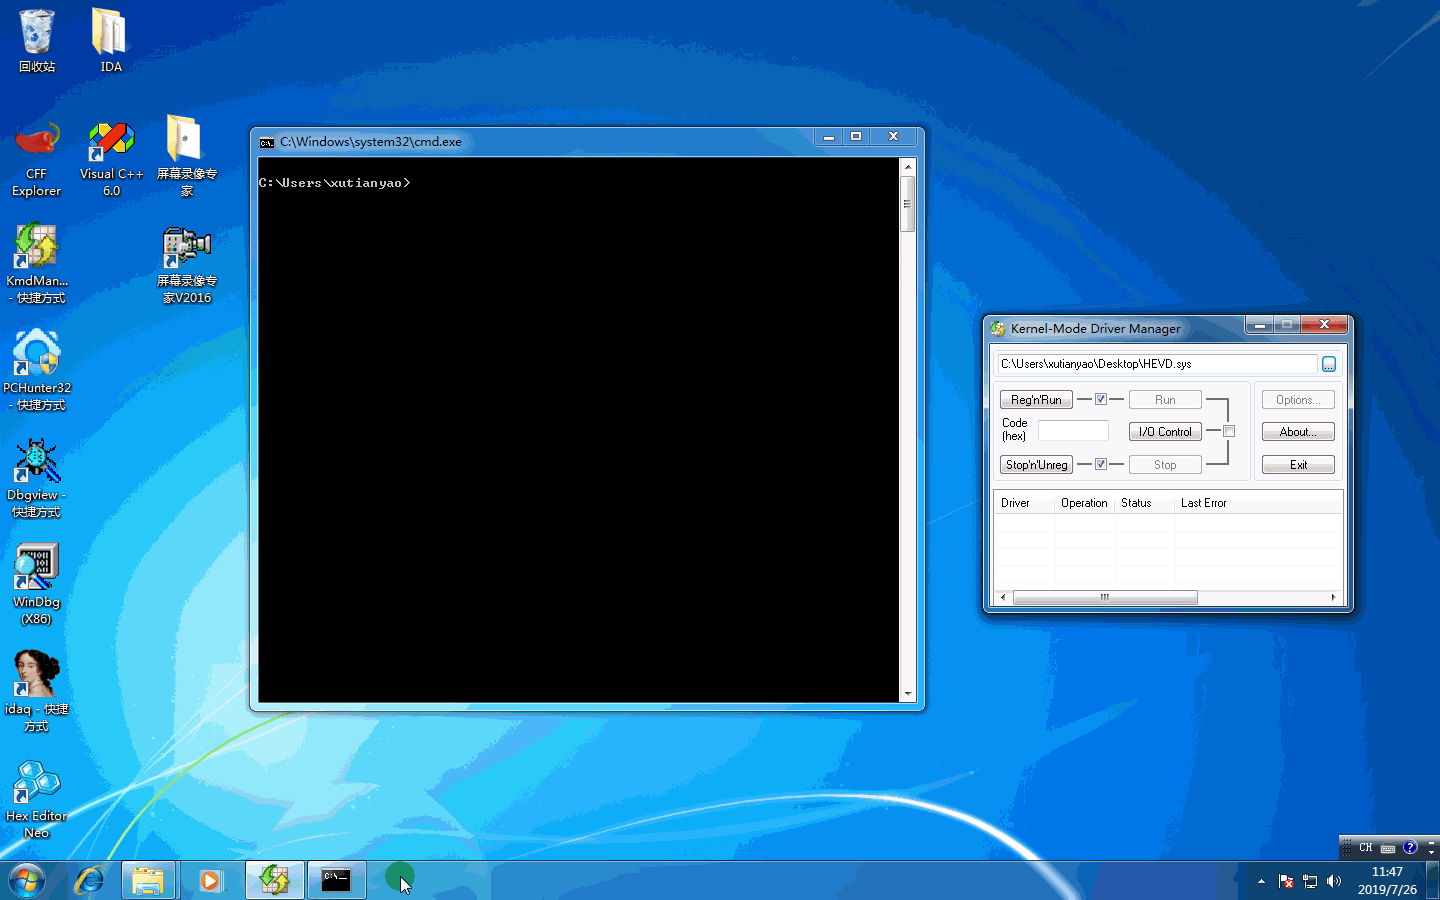 回收站
IDA
CFF
Explorer
Visual C++
6.0
屏幕录像专
家
KmdMan...
- 快捷方式
屏幕录像专
家V2016
PCHunter32
- 快捷方式
Dbgview -
快捷方式
WinDbg
(X86)
idaq - 快捷
方式
Hex Editor
Neo
C:\Windows\system32\cmd.exe
C:\Users\xutianyao>
Kernel-Mode Driver Manager
C:\Users\xutianyao\Desktop\HEVD.sys
...
Reg'n'Run
Run
Options...
Code
(hex)
I/O Control
About...
Stop'n'Unreg
Stop
Exit
Driver Operation Status Last Error
CH
11:47
2019/7/26